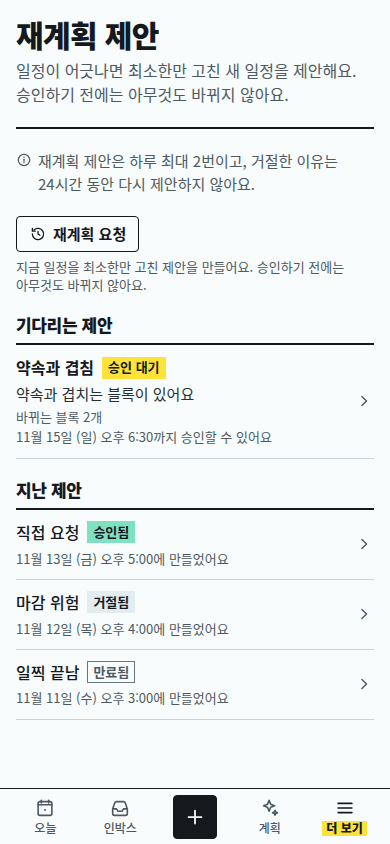 재계획 제안
일정이 어긋나면 최소한만 고친 새 일정을 제안해요.
승인하기 전에는 아무것도 바뀌지 않아요.
재계획 제안은 하루 최대 2번이고, 거절한 이유는
24시간 동안 다시 제안하지 않아요.
재계획 요청
지금 일정을 최소한만 고친 제안을 만들어요. 승인하기 전에는
아무것도 바뀌지 않아요.
기다리는 제안
약속과 겹침 승인 대기
약속과 겹치는 블록이 있어요
바뀌는 블록 2개
11월 15일 (일) 오후 6:30까지 승인할 수 있어요
지난 제안
직접 요청 승인됨
11월 13일 (금) 오후 5:00에 만들었어요
마감 위험 거절됨
11월 12일 (목) 오후 4:00에 만들었어요
일찍 끝남 만료됨
11월 11일 (수) 오후 3:00에 만들었어요
오늘 인박스 계획 더 보기